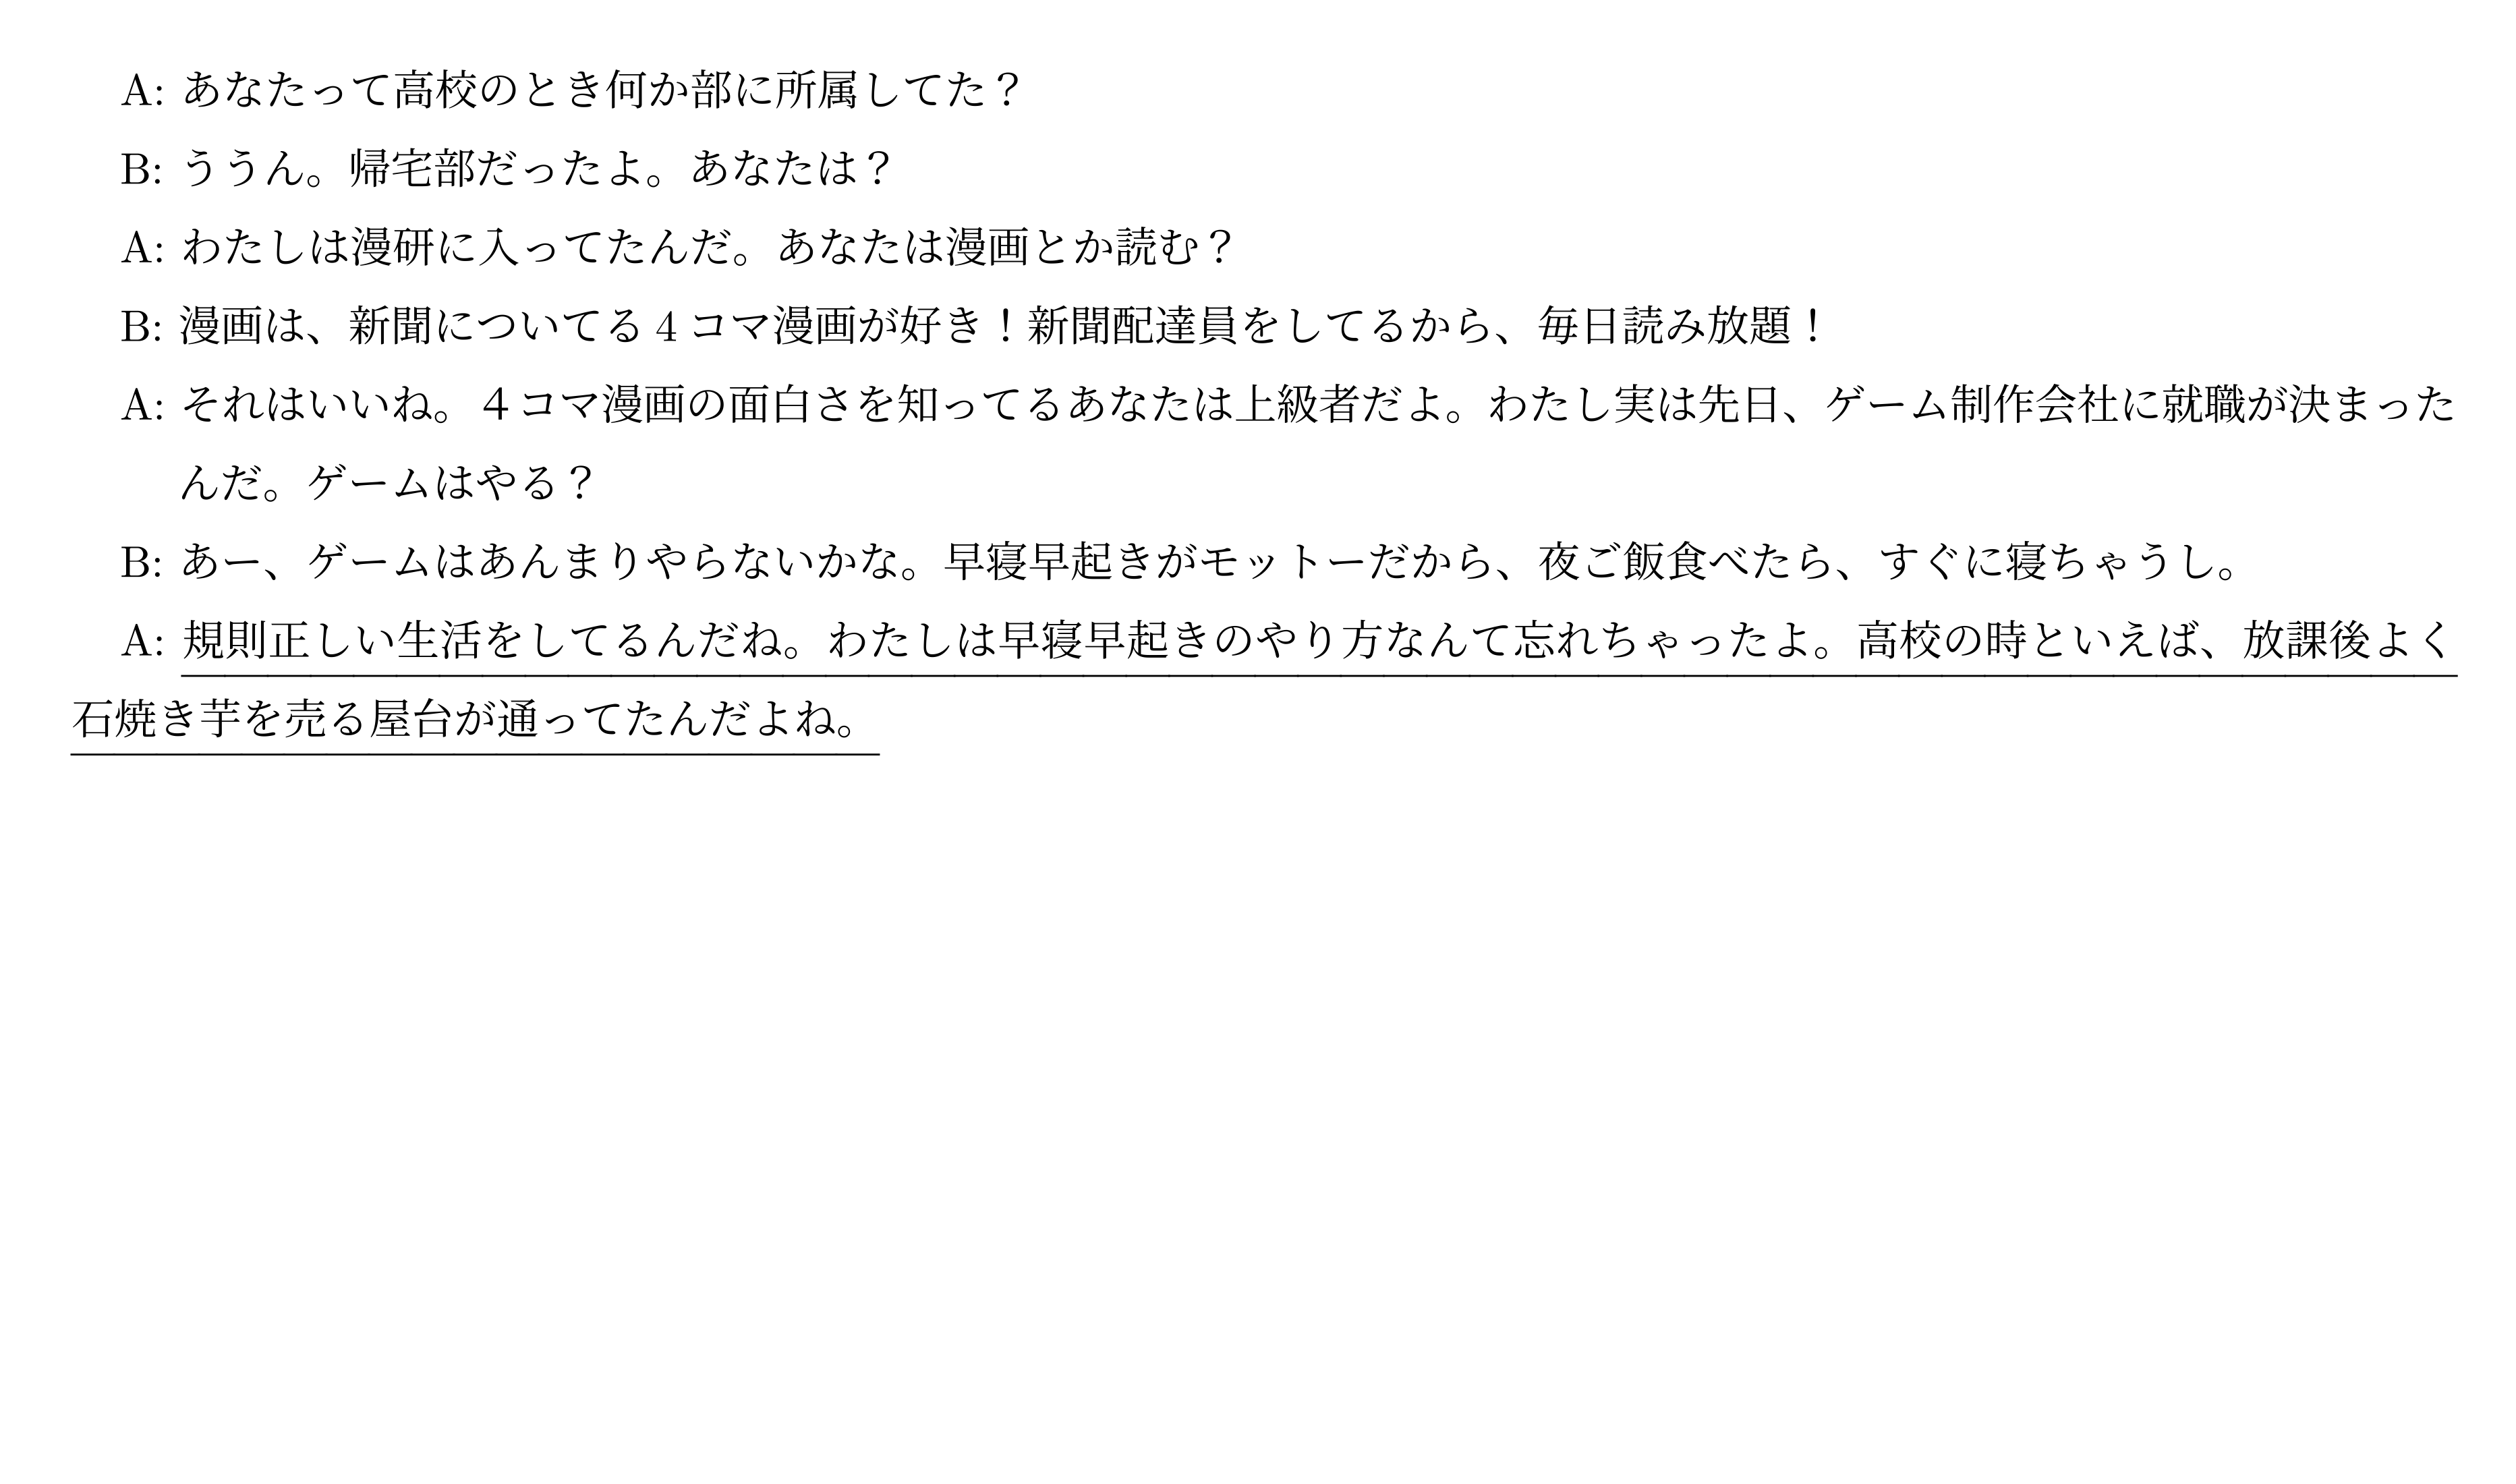 A: あなたって高校のとき何か部に所属してた？
B: ううん。帰宅部だったよ。あなたは？
A: わたしは漫研に入ってたんだ。あなたは漫画とか読む？
B: 漫画は、新聞についてる 4 コマ漫画が好き！新聞配達員をしてるから、毎日読み放題！
A: それはいいね。４コマ漫画の面白さを知ってるあなたは上級者だよ。わたし実は先日、ゲーム制作会社に就職が決まった
んだ。ゲームはやる？
B: あー、ゲームはあんまりやらないかな。早寝早起きがモットーだから、夜ご飯食べたら、すぐに寝ちゃうし。
A: 規則正しい生活をしてるんだね。わたしは早寝早起きのやり方なんて忘れちゃったよ。高校の時といえば、放課後よく
石焼き芋を売る屋台が通ってたんだよね。